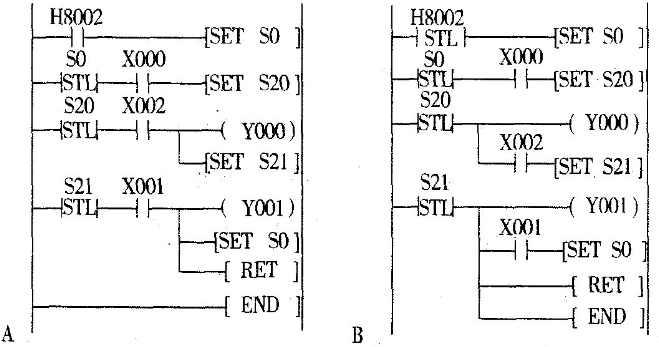 H8002
[SET S0 ]
S0 X000
STL [SET S20]
S20 X002
STL ( Y000)
[SET S21]
S21 X001
STL ( Y001)
[SET S0]
[ RET ]
[ END ]
A
H8002
STL [SET S0 ]
S0 X000
STL [SET S20]
S20
STL ( Y000)
X002
[SET S21]
S21
STL ( Y001)
X001
[SET S0]
[ RET ]
[ END ]
B